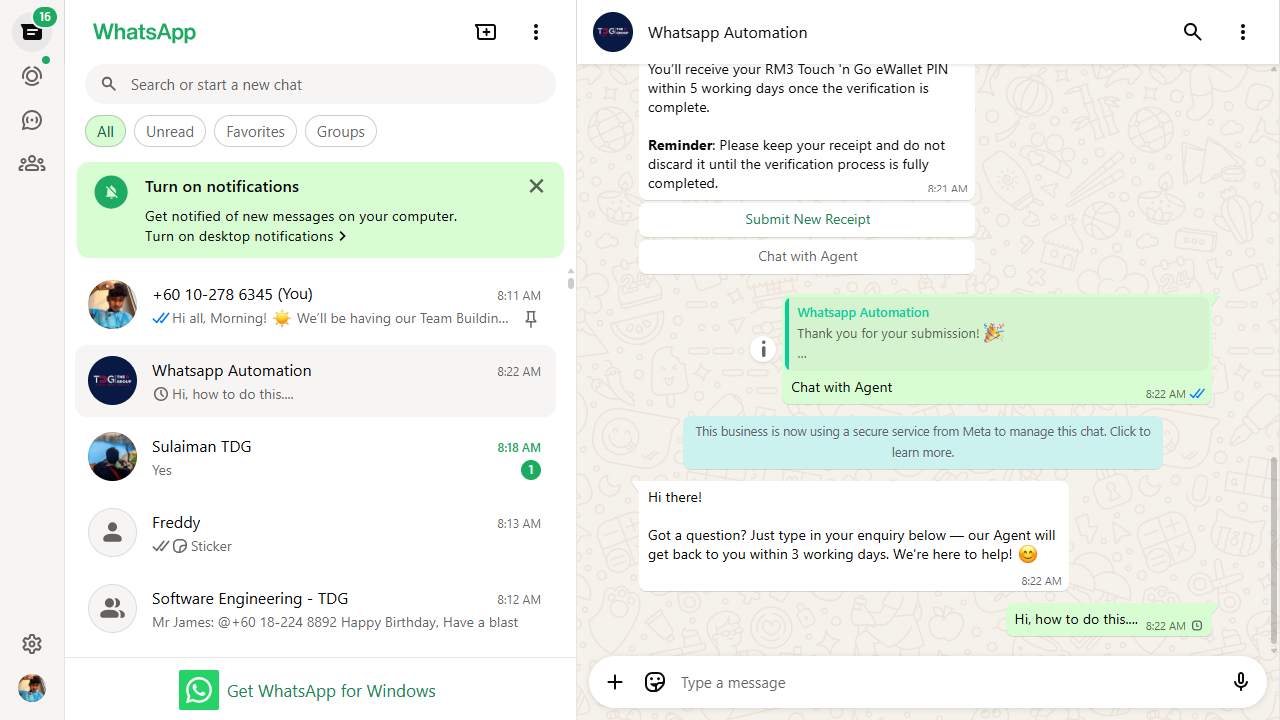 16
WhatsApp
Search or start a new chat
All
Unread
Favorites
Groups
Turn on notifications
Get notified of new messages on your computer.
Turn on desktop notifications
+60 10-278 6345 (You)
8:11 AM
Hi all, Morning! ☀️ We'll be having our Team Buildin...
Whatsapp Automation
8:22 AM
Hi, how to do this....
Sulaiman TDG
8:18 AM
Yes
1
Freddy
8:13 AM
Sticker
Software Engineering - TDG
8:12 AM
Mr James: @+60 18-224 8892 Happy Birthday, Have a blast
Get WhatsApp for Windows
Whatsapp Automation
You'll receive your RM3 Touch 'n Go eWallet PIN
within 5 working days once the verification is
complete.
Reminder: Please keep your receipt and do not
discard it until the verification process is fully
completed.
8:21 AM
Submit New Receipt
Chat with Agent
Whatsapp Automation
Thank you for your submission! 🎉
...
Chat with Agent
8:22 AM
This business is now using a secure service from Meta to manage this chat. Click to
learn more.
Hi there!
Got a question? Just type in your enquiry below — our Agent will
get back to you within 3 working days. We're here to help! 😊
8:22 AM
Hi, how to do this....
8:22 AM
Type a message